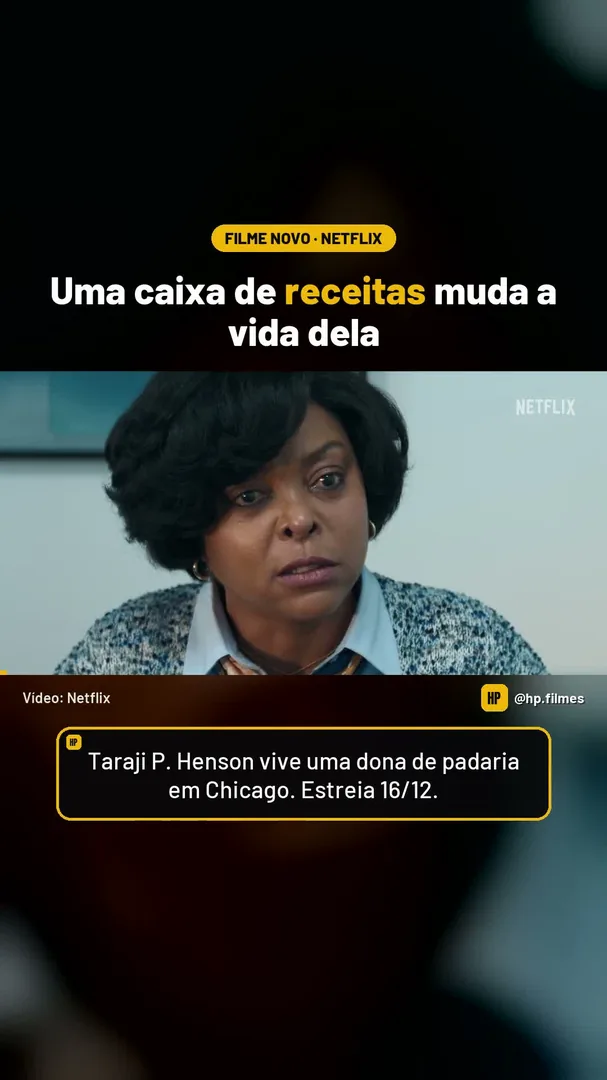 FILME NOVO · NETFLIX
Uma caixa de receitas muda a
vida dela
NETFLIX
Vídeo: Netflix
HP @hp.filmes
HP
Taraji P. Henson vive uma dona de padaria
em Chicago. Estreia 16/12.